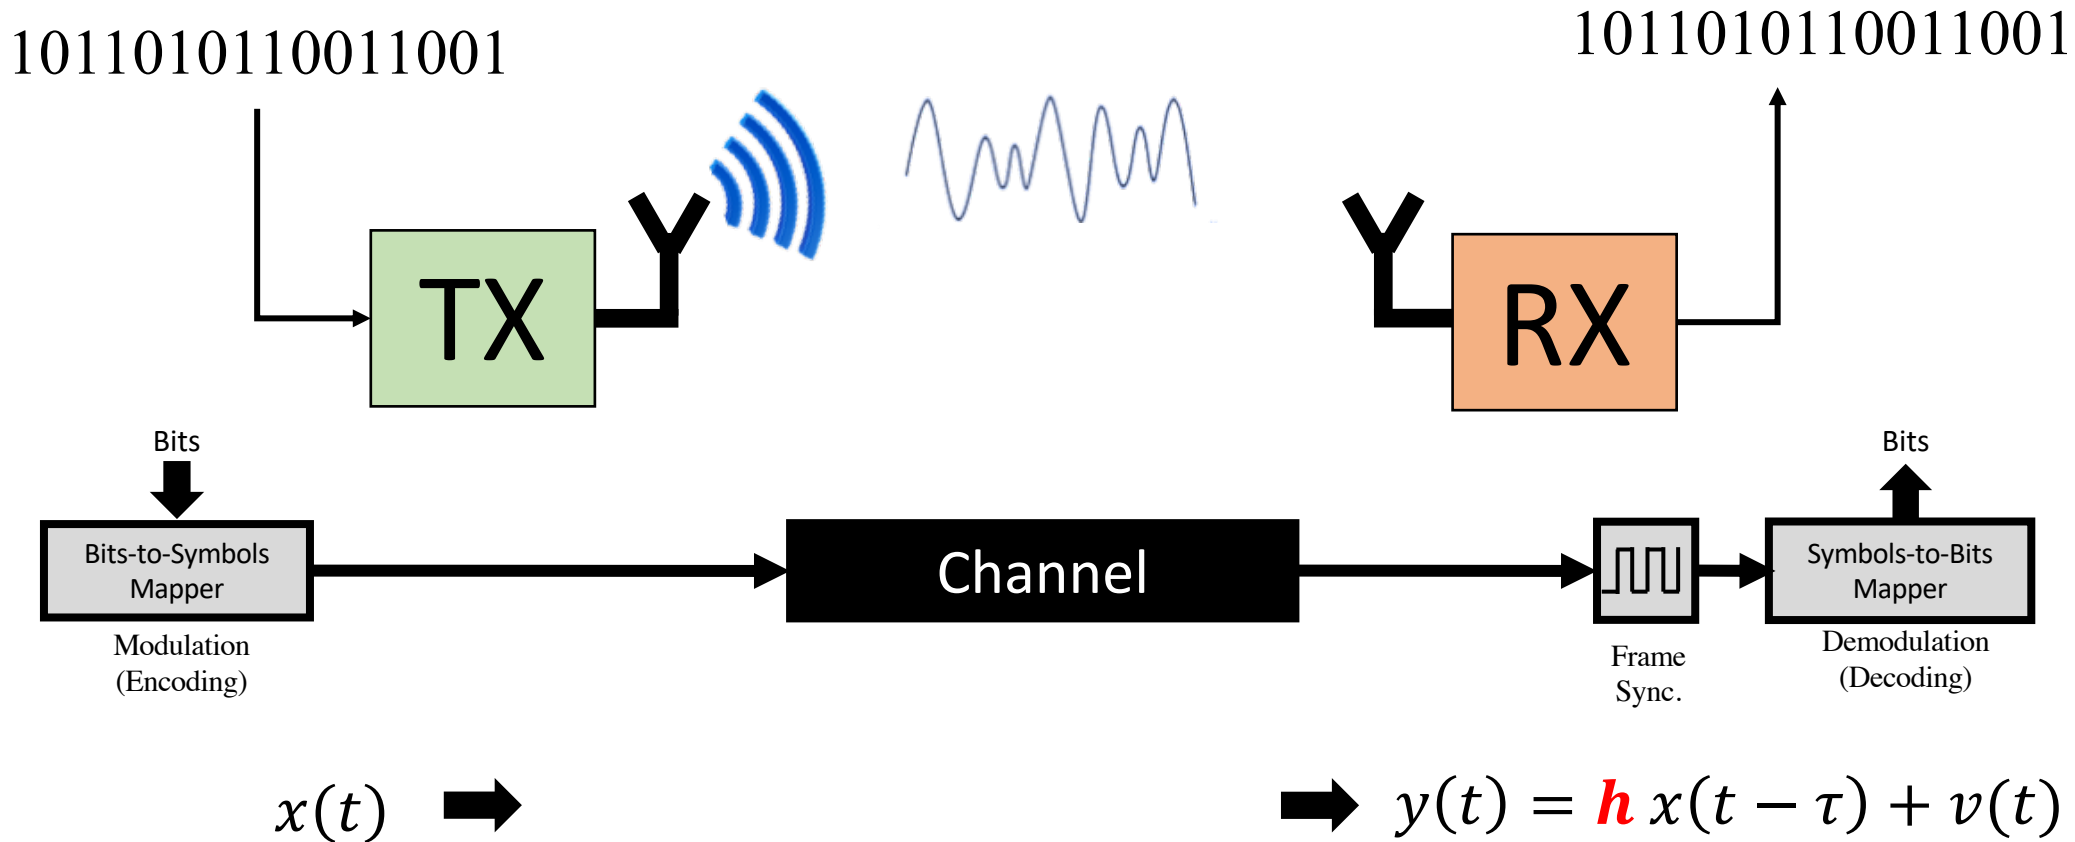 1011010110011001
1011010110011001
TX
RX
Bits
Bits
Bits-to-Symbols
Mapper
Channel
Symbols-to-Bits
Mapper
Modulation
(Encoding)
Frame
Sync.
Demodulation
(Decoding)
x(t)
y(t) = h x(t − τ) + v(t)